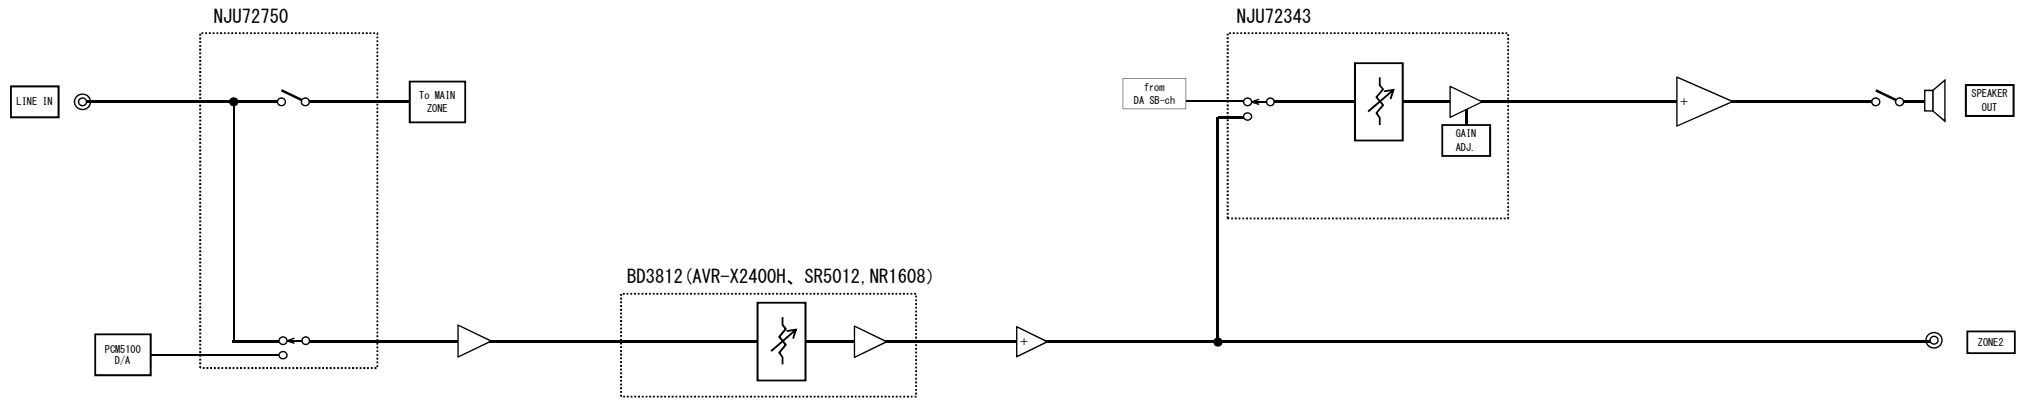 NJU72750
NJU72343
LINE IN
To MAIN
ZONE
from
DA SB-ch
+
SPEAKER
OUT
GAIN
ADJ.
BD3812(AVR-X2400H、SR5012,NR1608)
PCM5100
D/A
+
ZONE2